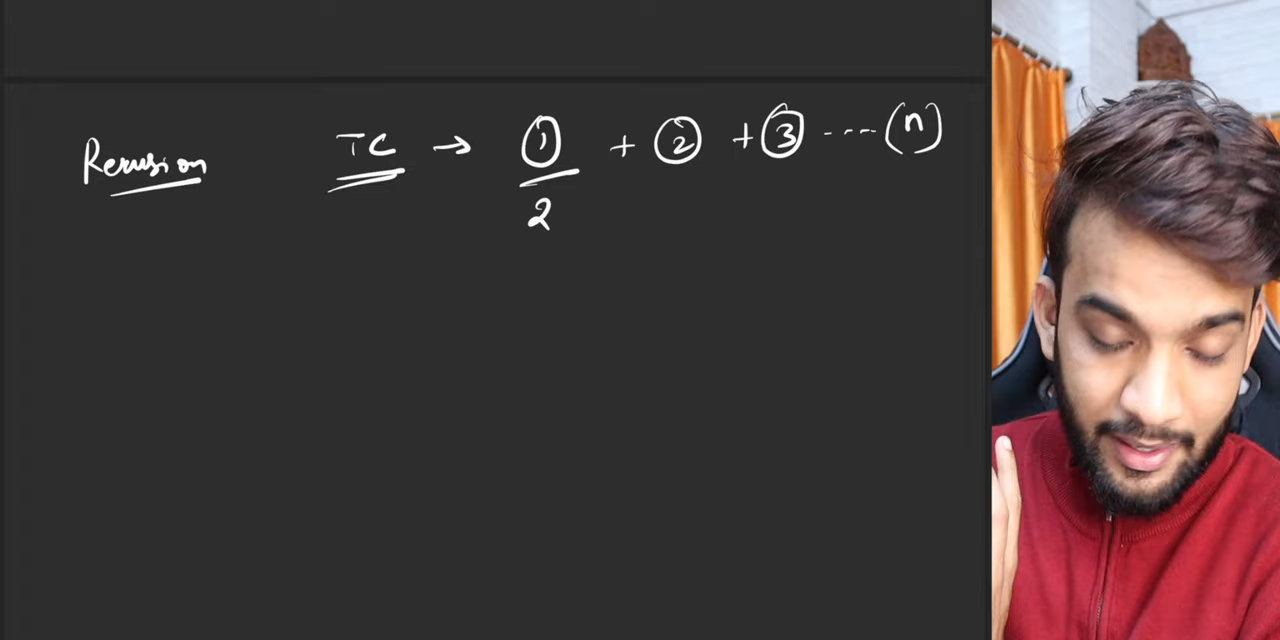 Recursion TC → 1 + 2 + 3 ---- (n)
2